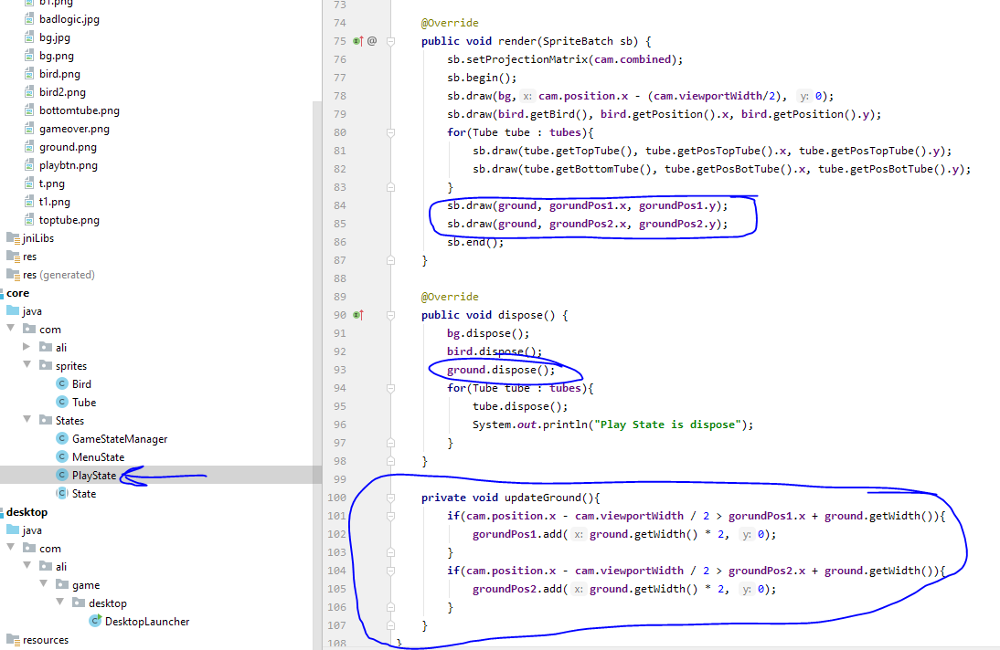 b1.png
badlogic.jpg
bg.jpg
bg.png
bird.png
bird2.png
bottomtube.png
gameover.png
ground.png
playbtn.png
t.png
t1.png
toptube.png
jniLibs
res
res (generated)
core
java
com
ali
sprites
Bird
Tube
States
GameStateManager
MenuState
PlayState
State
desktop
java
com
ali
game
desktop
DesktopLauncher
resources
73
74 @Override
75 @ public void render(SpriteBatch sb) {
76 sb.setProjectionMatrix(cam.combined);
77 sb.begin();
78 sb.draw(bg, x: cam.position.x - (cam.viewportWidth/2), y: 0);
79 sb.draw(bird.getBird(), bird.getPosition().x, bird.getPosition().y);
80 for(Tube tube : tubes){
81 sb.draw(tube.getTopTube(), tube.getPosTopTube().x, tube.getPosTopTube().y);
82 sb.draw(tube.getBottomTube(), tube.getPosBotTube().x, tube.getPosBotTube().y);
83 }
84 sb.draw(ground, gorundPos1.x, gorundPos1.y);
85 sb.draw(ground, groundPos2.x, groundPos2.y);
86 sb.end();
87 }
88
89 @Override
90 public void dispose() {
91 bg.dispose();
92 bird.dispose();
93 ground.dispose();
94 for(Tube tube : tubes){
95 tube.dispose();
96 System.out.println("Play State is dispose");
97 }
98 }
99
100 private void updateGround(){
101 if(cam.position.x - cam.viewportWidth / 2 > gorundPos1.x + ground.getWidth()){
102 gorundPos1.add( x: ground.getWidth() * 2, y: 0);
103 }
104 if(cam.position.x - cam.viewportWidth / 2 > groundPos2.x + ground.getWidth()){
105 groundPos2.add( x: ground.getWidth() * 2, y: 0);
106 }
107 }
108 }